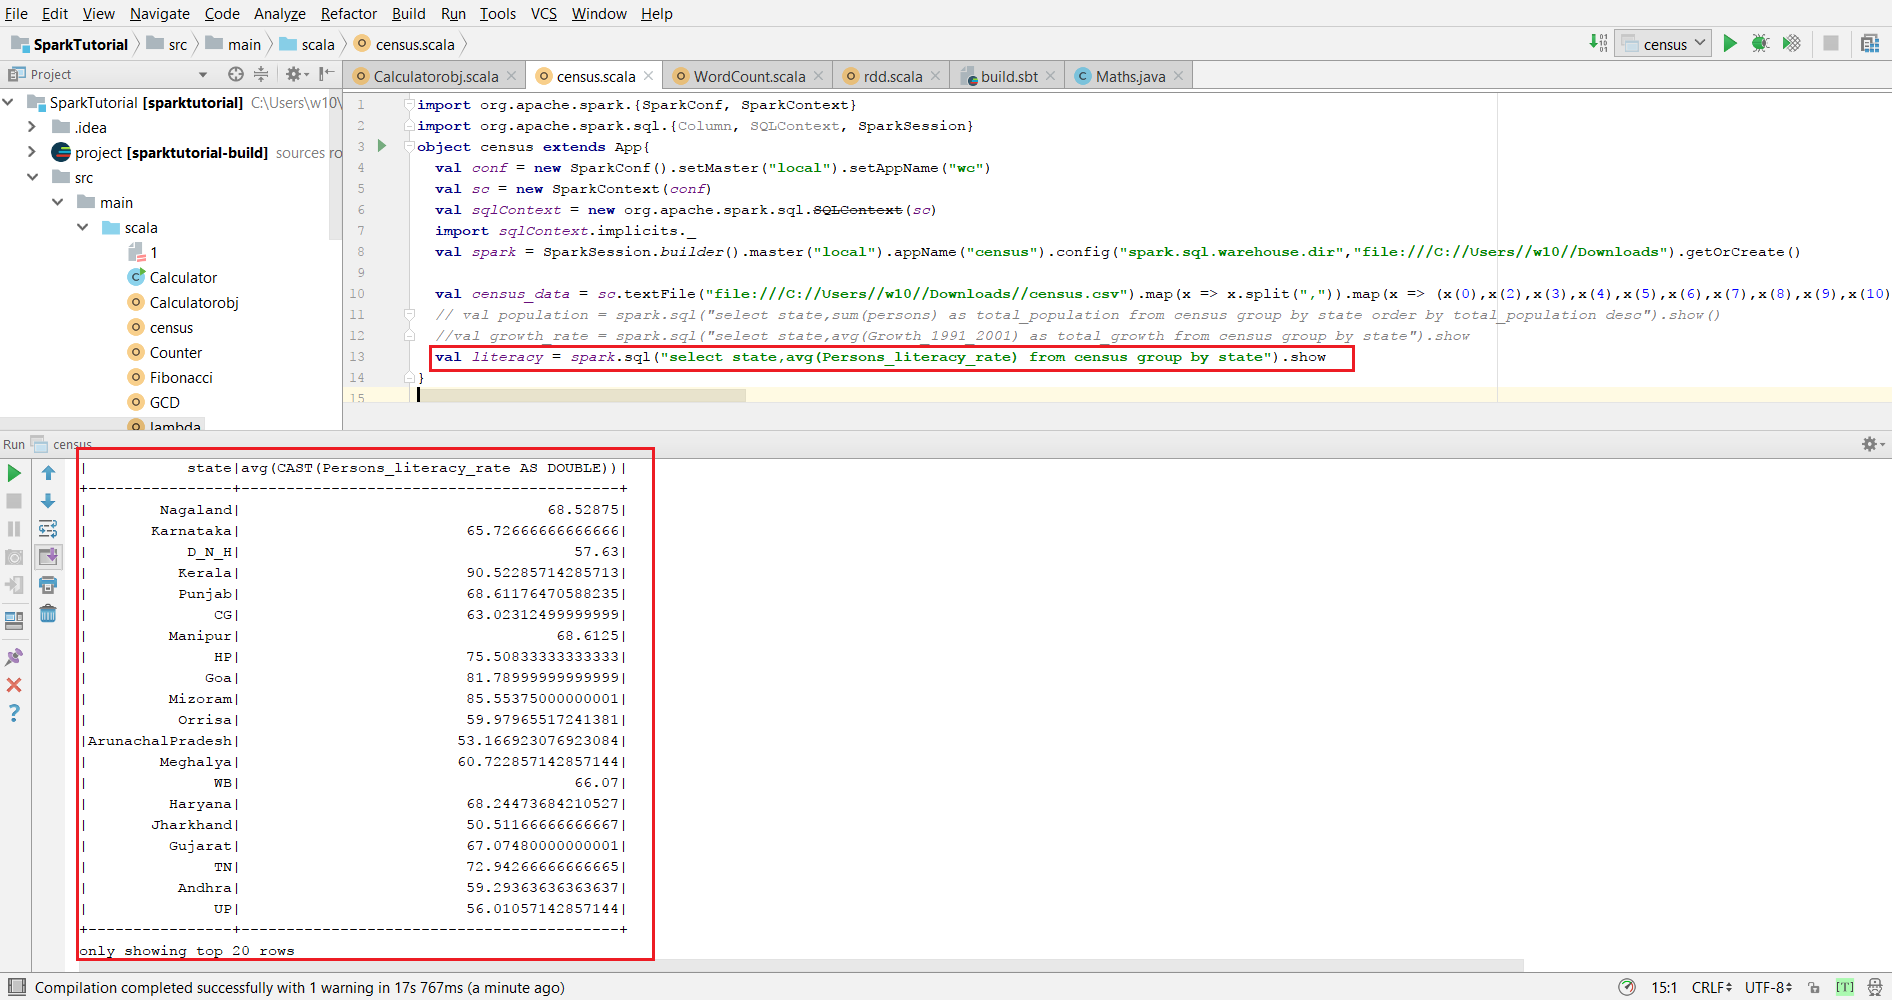 File Edit View Navigate Code Analyze Refactor Build Run Tools VCS Window Help
SparkTutorial src main scala census.scala census
Project Calculatorobj.scala census.scala WordCount.scala rdd.scala build.sbt Maths.java
SparkTutorial [sparktutorial] C:\Users\w10\
.idea
project [sparktutorial-build] sources ro
src
main
scala
1
Calculator
Calculatorobj
census
Counter
Fibonacci
GCD
lambda
1 import org.apache.spark.{SparkConf, SparkContext}
2 import org.apache.spark.sql.{Column, SQLContext, SparkSession}
3 object census extends App{
4 val conf = new SparkConf().setMaster("local").setAppName("wc")
5 val sc = new SparkContext(conf)
6 val sqlContext = new org.apache.spark.sql.SQLContext(sc)
7 import sqlContext.implicits._
8 val spark = SparkSession.builder().master("local").appName("census").config("spark.sql.warehouse.dir","file:///C://Users//w10//Downloads").getOrCreate()
9
10 val census_data = sc.textFile("file:///C://Users//w10//Downloads//census.csv").map(x => x.split(",")).map(x => (x(0),x(2),x(3),x(4),x(5),x(6),x(7),x(8),x(9),x(10)
11 // val population = spark.sql("select state,sum(persons) as total_population from census group by state order by total_population desc").show()
12 //val growth_rate = spark.sql("select state,avg(Growth_1991_2001) as total_growth from census group by state").show
13 val literacy = spark.sql("select state,avg(Persons_literacy_rate) from census group by state").show
14 }
15
Run census
| state|avg(CAST(Persons_literacy_rate AS DOUBLE))|
+----------------+------------------------------------------+
| Nagaland| 68.52875|
| Karnataka| 65.72666666666666|
| D_N_H| 57.63|
| Kerala| 90.52285714285713|
| Punjab| 68.61176470588235|
| CG| 63.02312499999999|
| Manipur| 68.6125|
| HP| 75.50833333333333|
| Goa| 81.78999999999999|
| Mizoram| 85.55375000000001|
| Orrisa| 59.97965517241381|
|ArunachalPradesh| 53.166923076923084|
| Meghalya| 60.722857142857144|
| WB| 66.07|
| Haryana| 68.24473684210527|
| Jharkhand| 50.51166666666667|
| Gujarat| 67.07480000000001|
| TN| 72.94266666666665|
| Andhra| 59.29363636363637|
| UP| 56.01057142857144|
+----------------+------------------------------------------+
only showing top 20 rows
Compilation completed successfully with 1 warning in 17s 767ms (a minute ago) 15:1 CRLF UTF-8 [T]